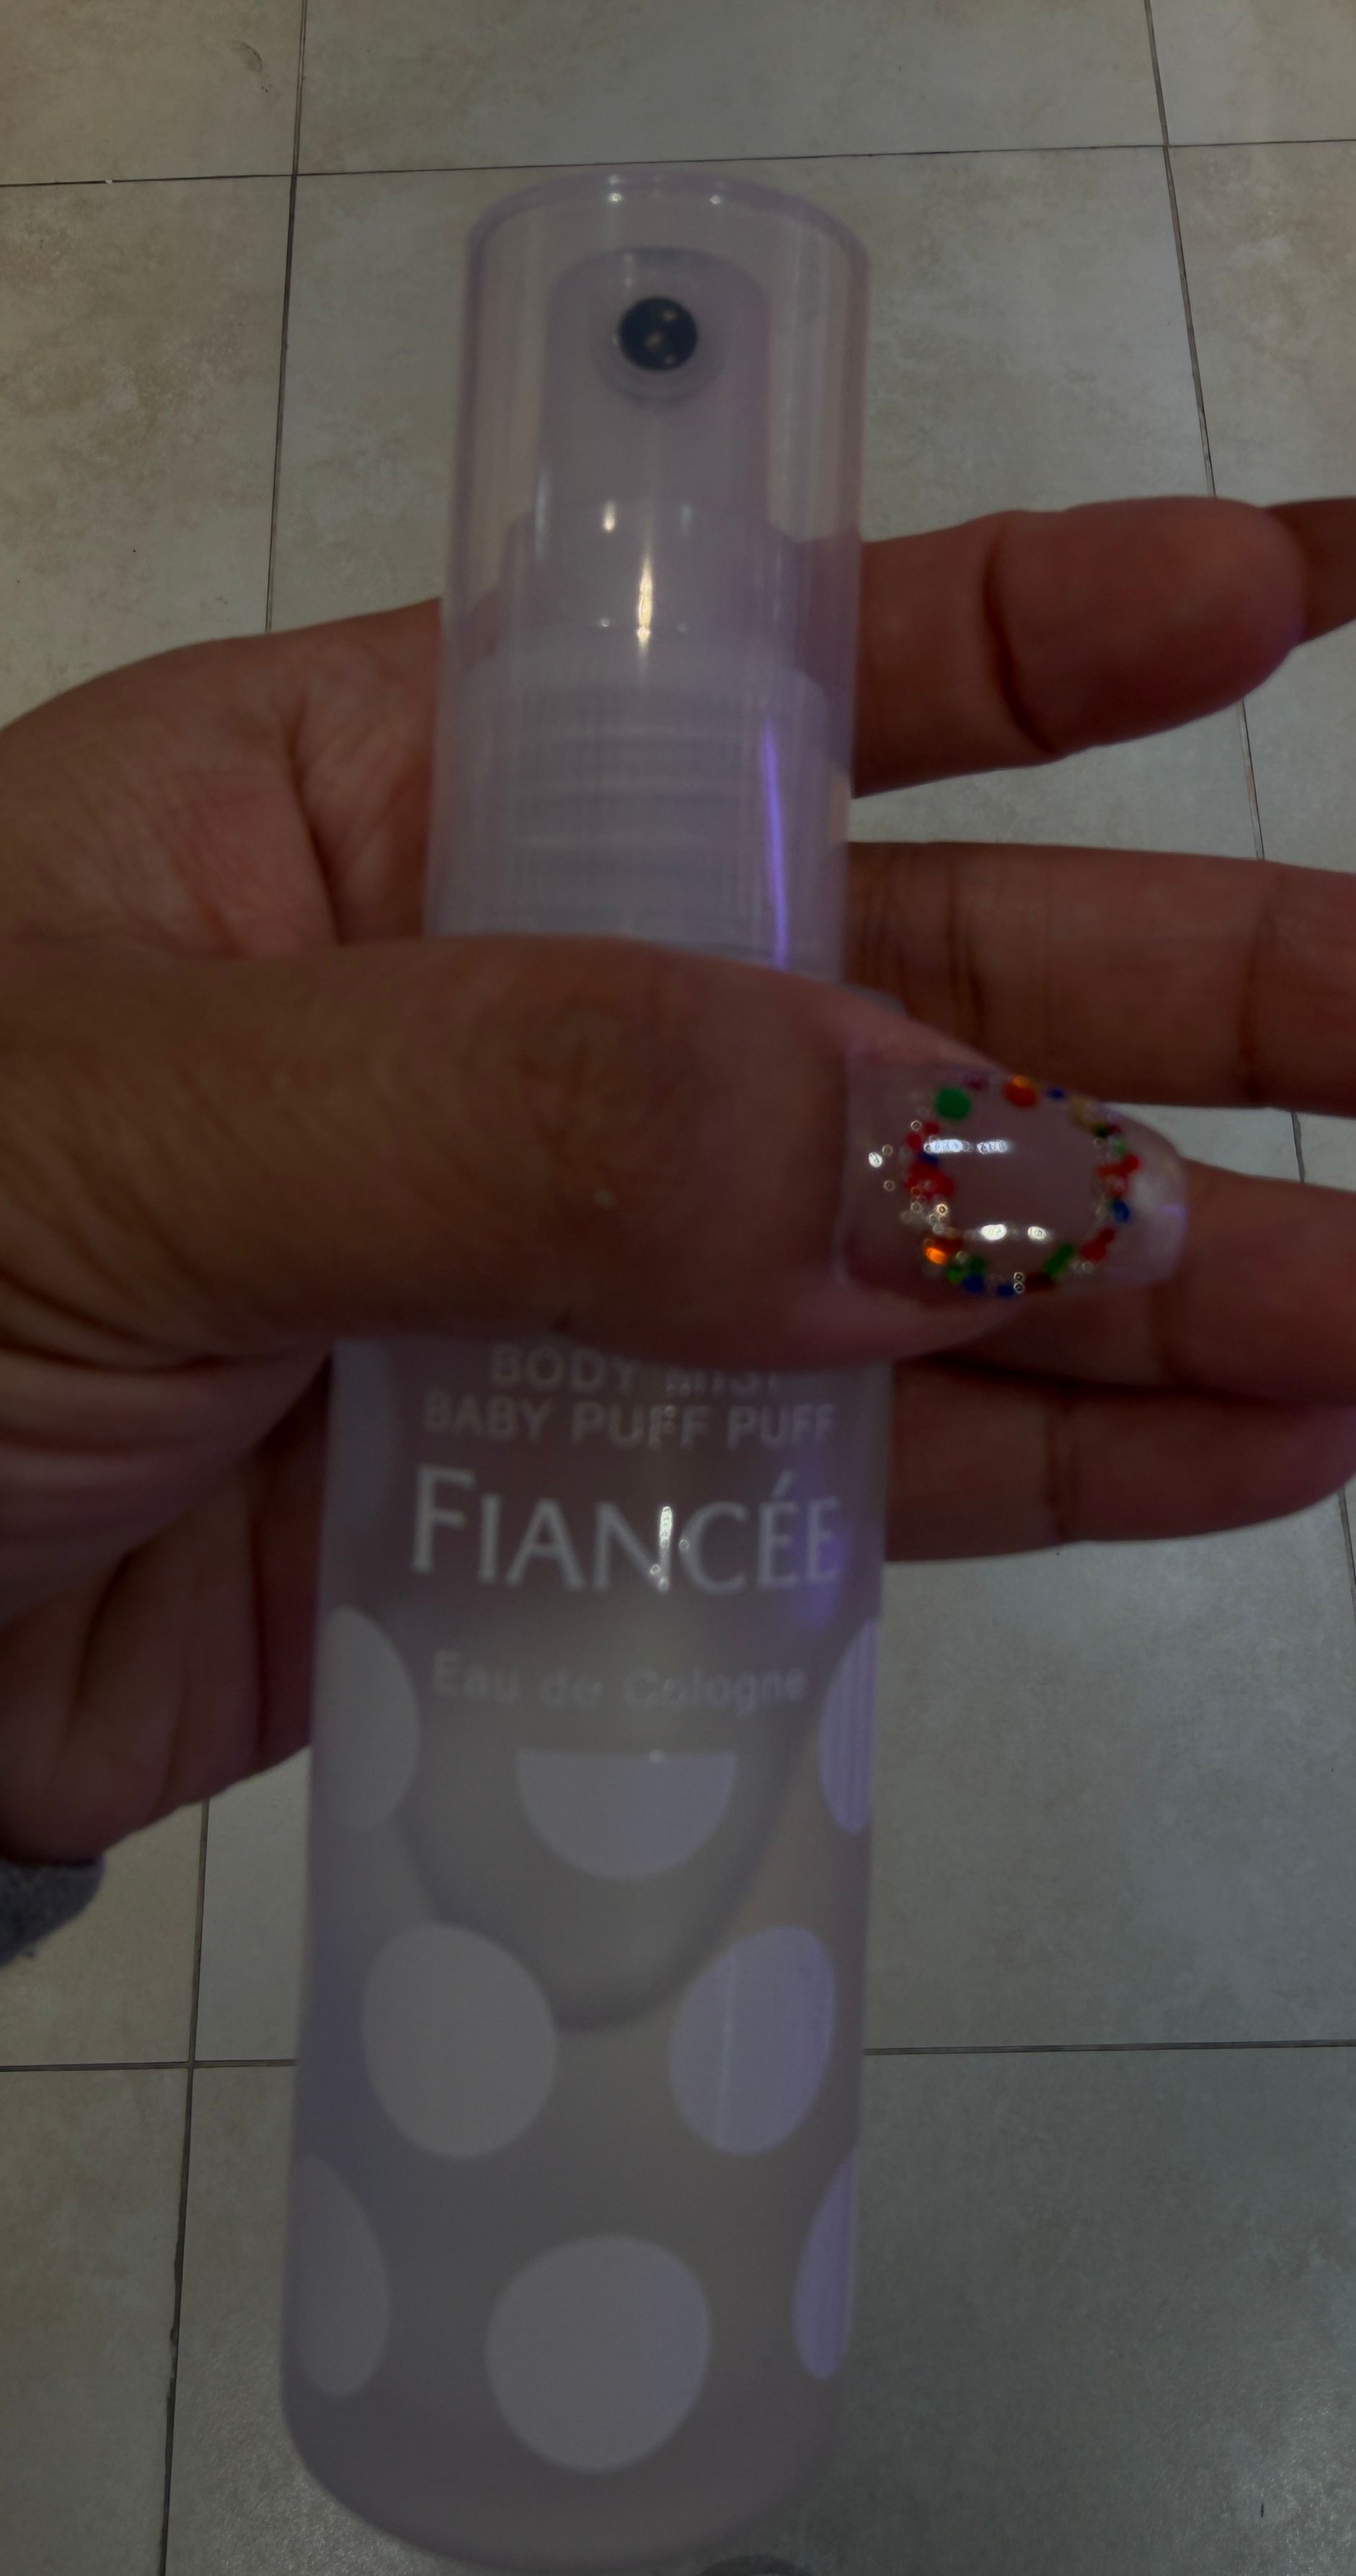 BODY MIST
BABY PUFF PUFF
FIANCÉE
Eau de Cologne